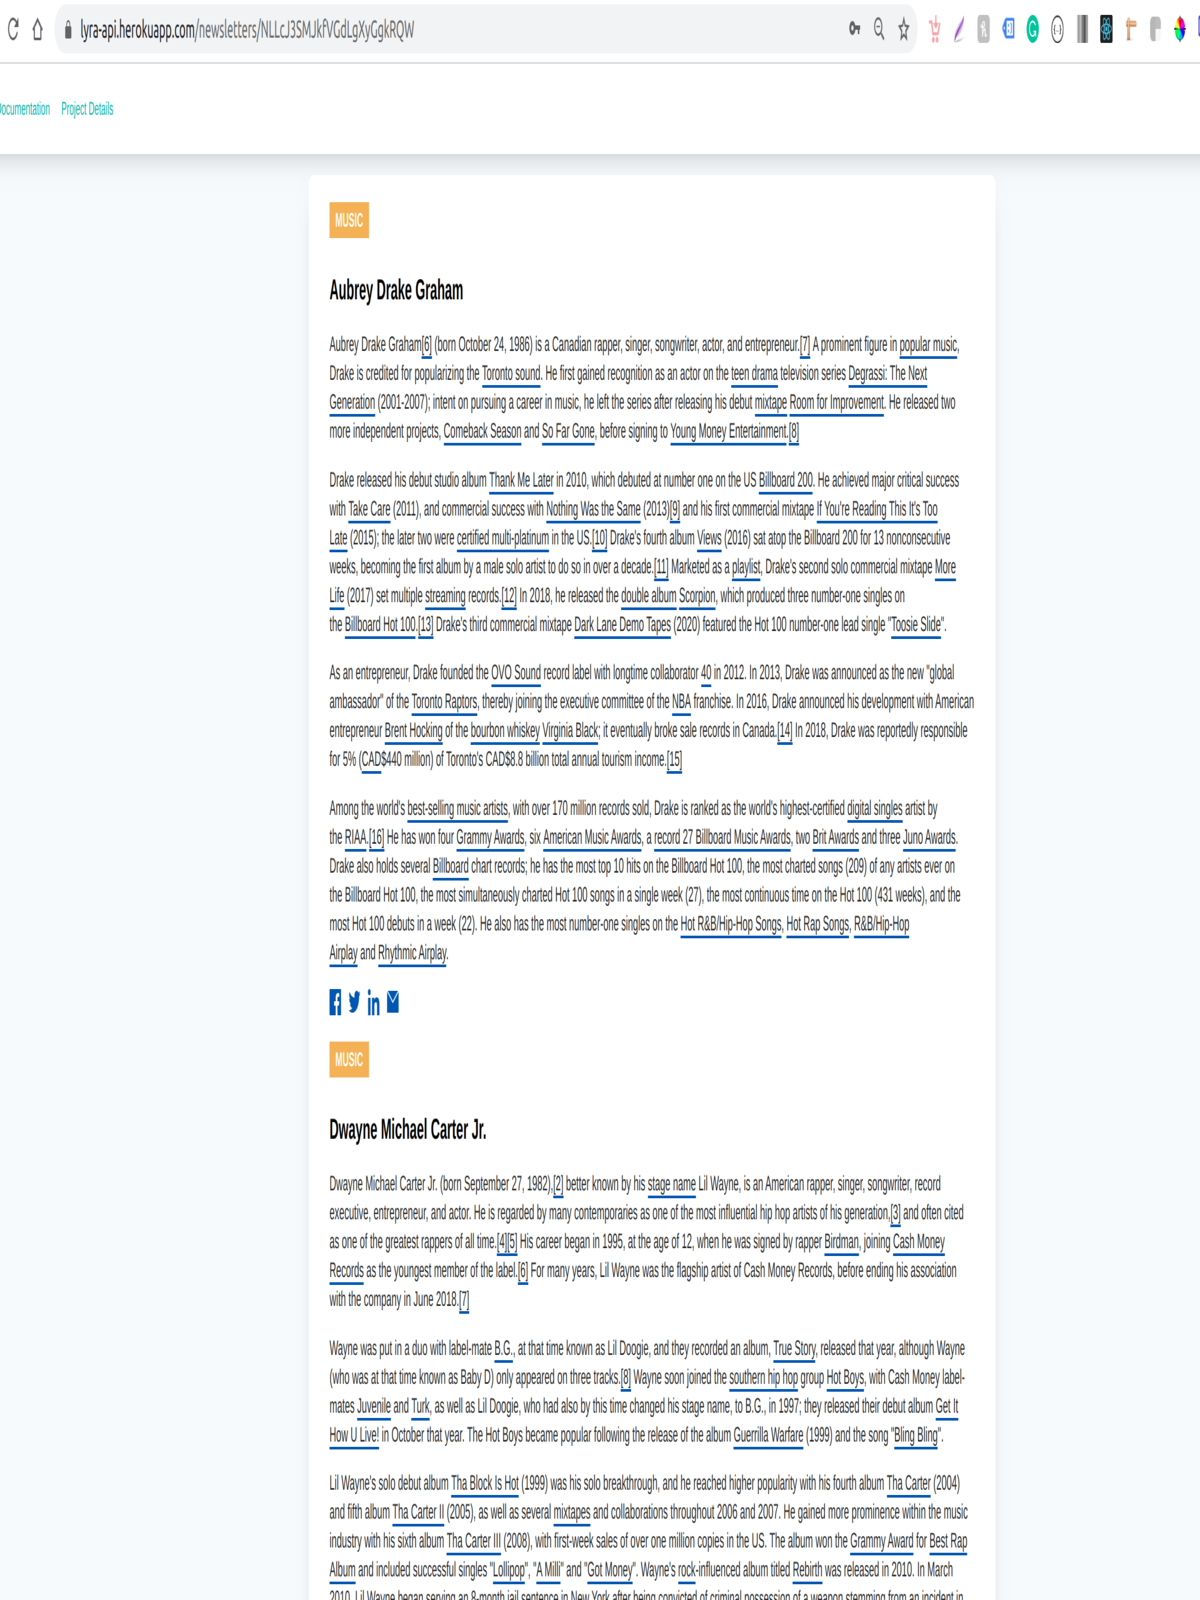 lyra-api.herokuapp.com/newsletters/NLLcJ3SMJkfVGdLgXyGgkRQW
Documentation Project Details
MUSIC
Aubrey Drake Graham
Aubrey Drake Graham[6] (born October 24, 1986) is a Canadian rapper, singer, songwriter, actor, and entrepreneur.[7] A prominent figure in popular music,
Drake is credited for popularizing the Toronto sound. He first gained recognition as an actor on the teen drama television series Degrassi: The Next
Generation (2001-2007); intent on pursuing a career in music, he left the series after releasing his debut mixtape Room for Improvement. He released two
more independent projects, Comeback Season and So Far Gone, before signing to Young Money Entertainment.[8]
Drake released his debut studio album Thank Me Later in 2010, which debuted at number one on the US Billboard 200. He achieved major critical success
with Take Care (2011), and commercial success with Nothing Was the Same (2013)[9] and his first commercial mixtape If You're Reading This It's Too
Late (2015); the later two were certified multi-platinum in the US.[10] Drake's fourth album Views (2016) sat atop the Billboard 200 for 13 nonconsecutive
weeks, becoming the first album by a male solo artist to do so in over a decade.[11] Marketed as a playlist, Drake's second solo commercial mixtape More
Life (2017) set multiple streaming records.[12] In 2018, he released the double album Scorpion, which produced three number-one singles on
the Billboard Hot 100.[13] Drake's third commercial mixtape Dark Lane Demo Tapes (2020) featured the Hot 100 number-one lead single "Toosie Slide".
As an entrepreneur, Drake founded the OVO Sound record label with longtime collaborator 40 in 2012. In 2013, Drake was announced as the new "global
ambassador" of the Toronto Raptors, thereby joining the executive committee of the NBA franchise. In 2016, Drake announced his development with American
entrepreneur Brent Hocking of the bourbon whiskey Virginia Black; it eventually broke sale records in Canada.[14] In 2018, Drake was reportedly responsible
for 5% (CAD$440 million) of Toronto's CAD$8.8 billion total annual tourism income.[15]
Among the world's best-selling music artists, with over 170 million records sold, Drake is ranked as the world's highest-certified digital singles artist by
the RIAA.[16] He has won four Grammy Awards, six American Music Awards, a record 27 Billboard Music Awards, two Brit Awards and three Juno Awards.
Drake also holds several Billboard chart records; he has the most top 10 hits on the Billboard Hot 100, the most charted songs (209) of any artists ever on
the Billboard Hot 100, the most simultaneously charted Hot 100 songs in a single week (27), the most continuous time on the Hot 100 (431 weeks), and the
most Hot 100 debuts in a week (22). He also has the most number-one singles on the Hot R&B/Hip-Hop Songs, Hot Rap Songs, R&B/Hip-Hop
Airplay and Rhythmic Airplay.
MUSIC
Dwayne Michael Carter Jr.
Dwayne Michael Carter Jr. (born September 27, 1982),[2] better known by his stage name Lil Wayne, is an American rapper, singer, songwriter, record
executive, entrepreneur, and actor. He is regarded by many contemporaries as one of the most influential hip hop artists of his generation,[3] and often cited
as one of the greatest rappers of all time.[4][5] His career began in 1995, at the age of 12, when he was signed by rapper Birdman, joining Cash Money
Records as the youngest member of the label.[6] For many years, Lil Wayne was the flagship artist of Cash Money Records, before ending his association
with the company in June 2018.[7]
Wayne was put in a duo with label-mate B.G., at that time known as Lil Doogie, and they recorded an album, True Story, released that year, although Wayne
(who was at that time known as Baby D) only appeared on three tracks.[8] Wayne soon joined the southern hip hop group Hot Boys, with Cash Money label-
mates Juvenile and Turk, as well as Lil Doogie, who had also by this time changed his stage name, to B.G., in 1997; they released their debut album Get It
How U Live! in October that year. The Hot Boys became popular following the release of the album Guerrilla Warfare (1999) and the song "Bling Bling".
Lil Wayne's solo debut album Tha Block Is Hot (1999) was his solo breakthrough, and he reached higher popularity with his fourth album Tha Carter (2004)
and fifth album Tha Carter II (2005), as well as several mixtapes and collaborations throughout 2006 and 2007. He gained more prominence within the music
industry with his sixth album Tha Carter III (2008), with first-week sales of over one million copies in the US. The album won the Grammy Award for Best Rap
Album and included successful singles "Lollipop", "A Milli" and "Got Money". Wayne's rock-influenced album titled Rebirth was released in 2010. In March
2010, Lil Wayne began serving an 8-month jail sentence in New York after being convicted of criminal possession of a weapon stemming from an incident in